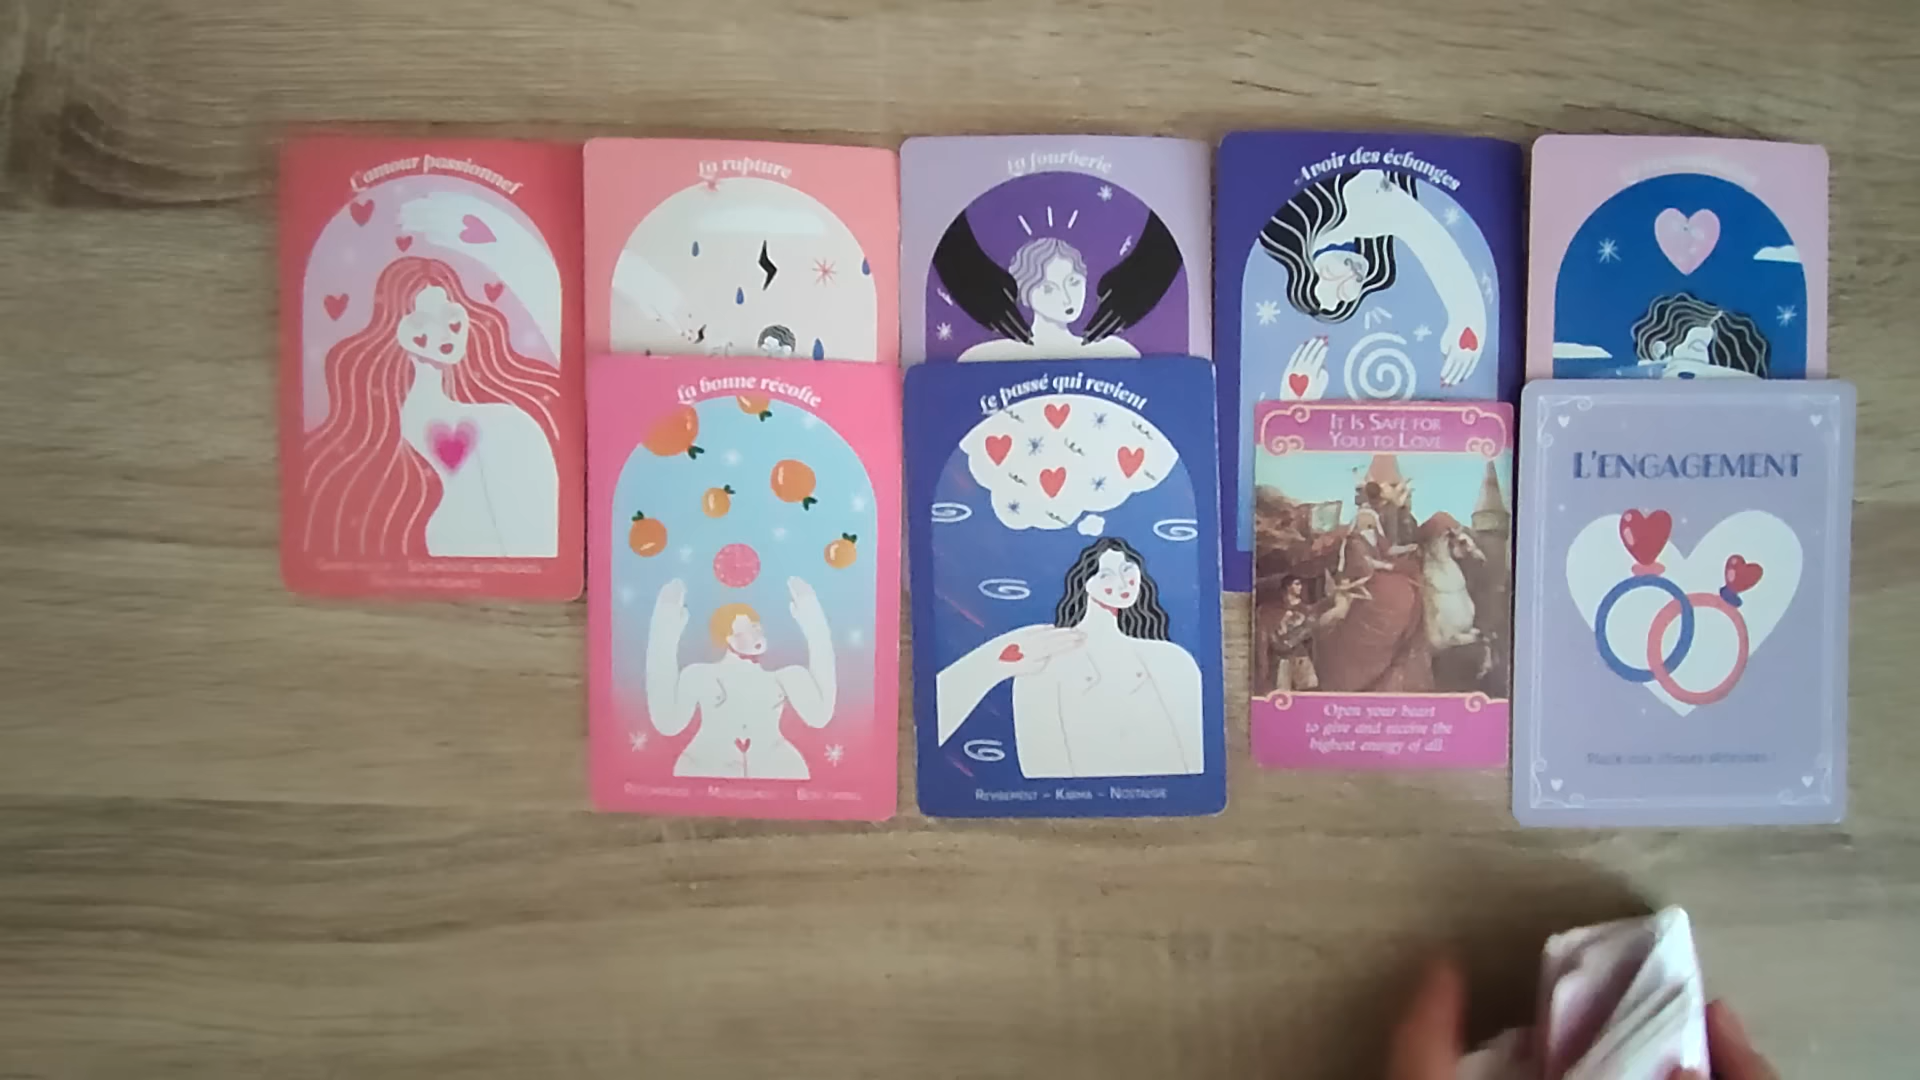 L'amour passionnel
La rupture
La fourberie
Avoir des échanges
La bonne récolte
Le passé qui revient
Revirement – Karma – Nostalgie
It Is Safe for
You to Love
Open your heart
to give and receive the
highest energy of all.
L'ENGAGEMENT